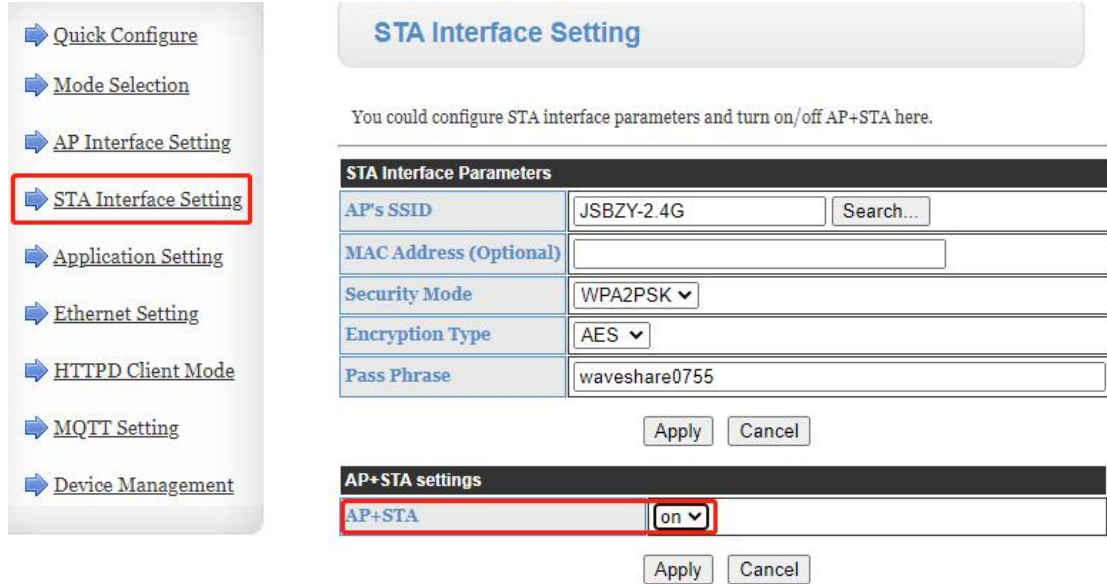 Quick Configure
Mode Selection
AP Interface Setting
STA Interface Setting
Application Setting
Ethernet Setting
HTTPD Client Mode
MQTT Setting
Device Management
STA Interface Setting
You could configure STA interface parameters and turn on/off AP+STA here.
STA Interface Parameters
AP's SSID JSBZY-2.4G Search...
MAC Address (Optional)
Security Mode WPA2PSK
Encryption Type AES
Pass Phrase waveshare0755
Apply Cancel
AP+STA settings
AP+STA on
Apply Cancel